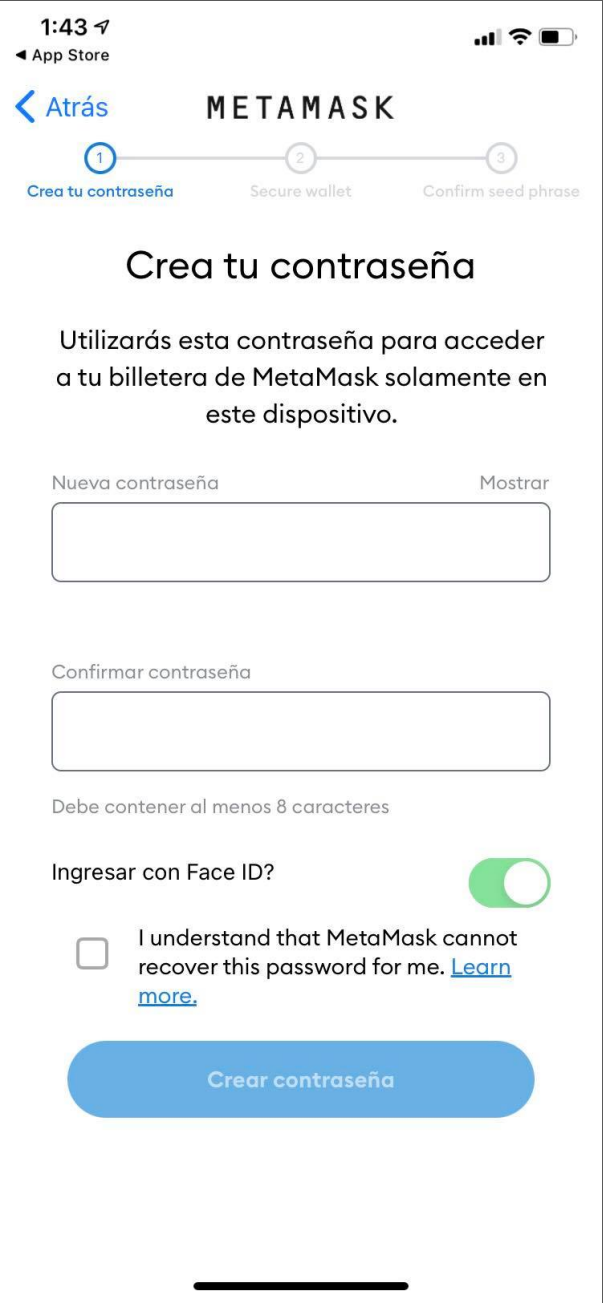 1:43
◀ App Store
Atrás
METAMASK
1
2
3
Crea tu contraseña
Secure wallet
Confirm seed phrase
Crea tu contraseña
Utilizarás esta contraseña para acceder
a tu billetera de MetaMask solamente en
este dispositivo.
Nueva contraseña
Mostrar
Confirmar contraseña
Debe contener al menos 8 caracteres
Ingresar con Face ID?
I understand that MetaMask cannot
recover this password for me. Learn
more.
Crear contraseña